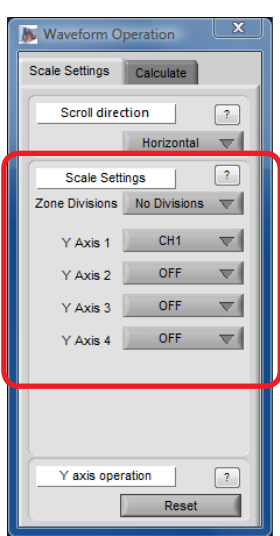 Waveform Operation X
Scale Settings Calculate
Scroll direction ?
Horizontal
Scale Settings ?
Zone Divisions No Divisions
Y Axis 1 CH1
Y Axis 2 OFF
Y Axis 3 OFF
Y Axis 4 OFF
Y axis operation ?
Reset